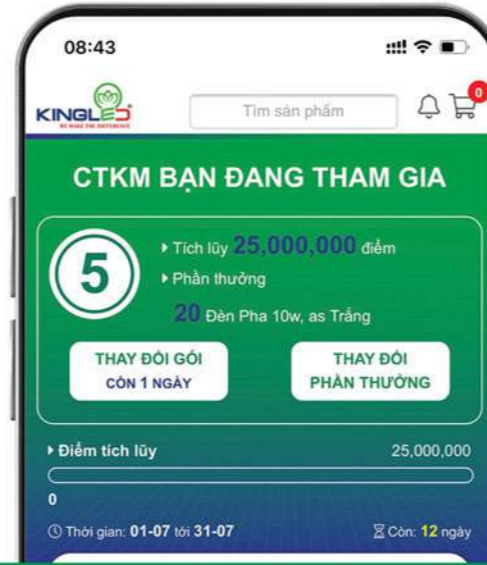 08:43
KINGLED
WE MAKE THE DIFFERENCE
Tìm sản phẩm
0
CTKM BẠN ĐANG THAM GIA
5
Tích lũy 25,000,000 điểm
Phần thưởng
20 Đèn Pha 10w, as Trắng
THAY ĐỔI GÓI
CÒN 1 NGÀY
THAY ĐỔI
PHẦN THƯỞNG
Điểm tích lũy
25,000,000
0
Thời gian: 01-07 tới 31-07
Còn: 12 ngày